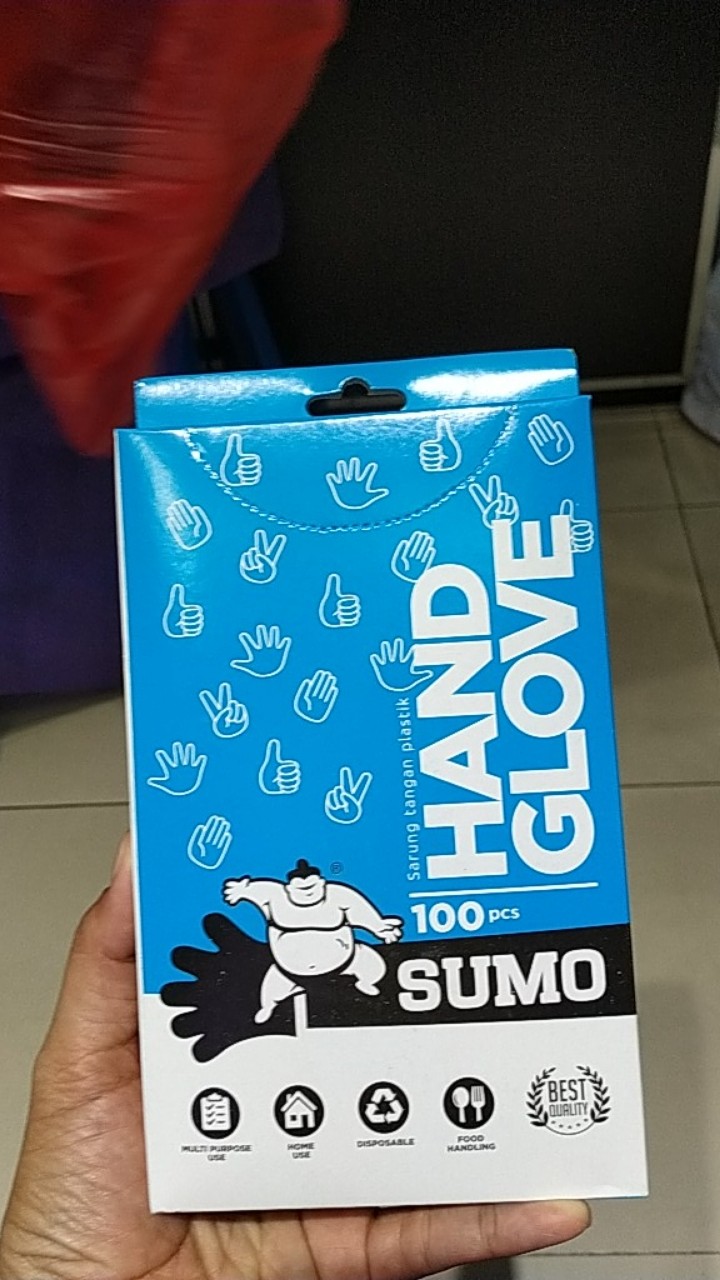 Sarung tangan plastik
HAND
GLOVE
100 pcs
®
SUMO
MULTI PURPOSE
USE
HOME
USE
DISPOSABLE
FOOD
HANDLING
BEST
QUALITY